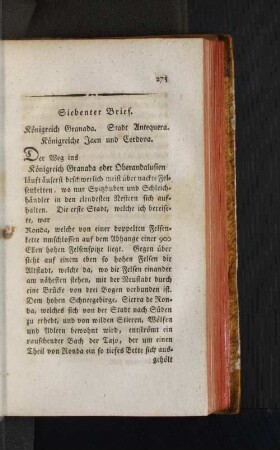 275
Siebenter Brief.
Königreich Granada. Stadt Antequera.
Königreiche Jaen und Cordova.
Der Weg ins
Königreich Granada oder Oberandalusien
läuft äuserst beschwerlich meist über nackte Fel-
senketten, wo nur Spitzbuben und Schleich-
händler in den elendesten Nestern sich auf-
halten. Die erste Stadt, welche ich bereise-
te, war
Ronda, welche von einer doppelten Felsen-
kette umschlossen auf dem Abhange einer 900
Ellen hohen Felsenspitz liegt. Gegen über
steht auf einem eben so hohen Felsen die
Altstadt, welche da, wo die Felsen einander
am nähesten stehen, mit der Neustadt durch
eine Brücke von drei Bogen verbunden ist.
Dem hohen Schneegebirge, Sierra de Ron-
da, welches sich von der Stadt nach Süden
zu erhebt, und von wilden Stieren, Wölfen
und Adlern bewohnt wird, entströmt ein
rauschender Bach der Tajo, der um einen
Theil von Ronda ein so tiefes Bette sich aus-
gehölt